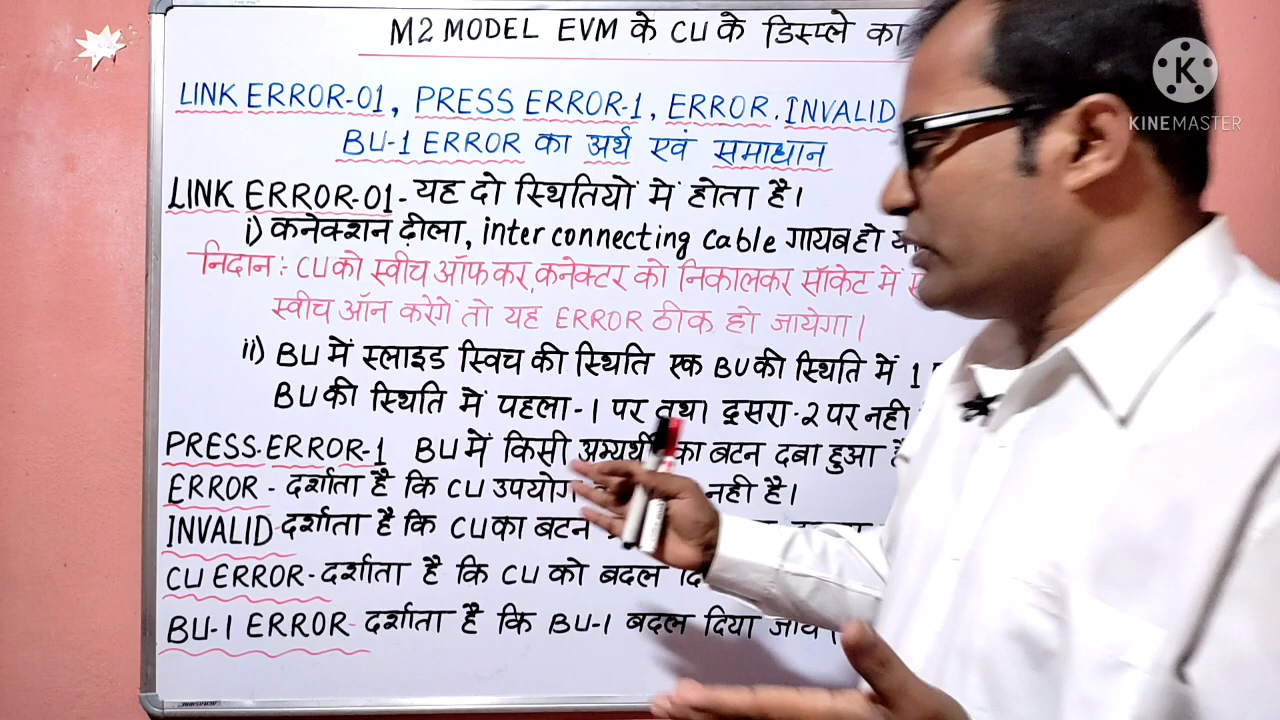 M2 MODEL EVM के CU के डिस्प्ले का
LINK ERROR-01, PRESS ERROR-1, ERROR. INVALID
BU-1 ERROR का अर्थ एवं समाधान
LINK ERROR-01- यह दो स्थितियों में होता है।
i) कनेक्शन ढ़ीला, inter connecting cable गायब हो
निदान:- CU को स्वीच ऑफ कर, कनेक्टर को निकालकर सॉकेट में
स्वीच ऑन करेगें तो यह ERROR ठीक हो जायेगा।
ii) BU में स्लाइड स्विच की स्थिति एक BU की स्थिति में 1
BU की स्थिति में पहला-1 पर तथा दूसरा-2 पर नही
PRESS-ERROR-1 BU में किसी अभ्यर्थी का बटन दबा हुआ
ERROR - दर्शाता है कि CU उपयोग नही है।
INVALID-दर्शाता है कि CU का बटन
CU ERROR-दर्शाता है कि CU को बदल
BU-1 ERROR-दर्शाता है कि BU-1 बदल दिया जाय।
K
KINEMASTER